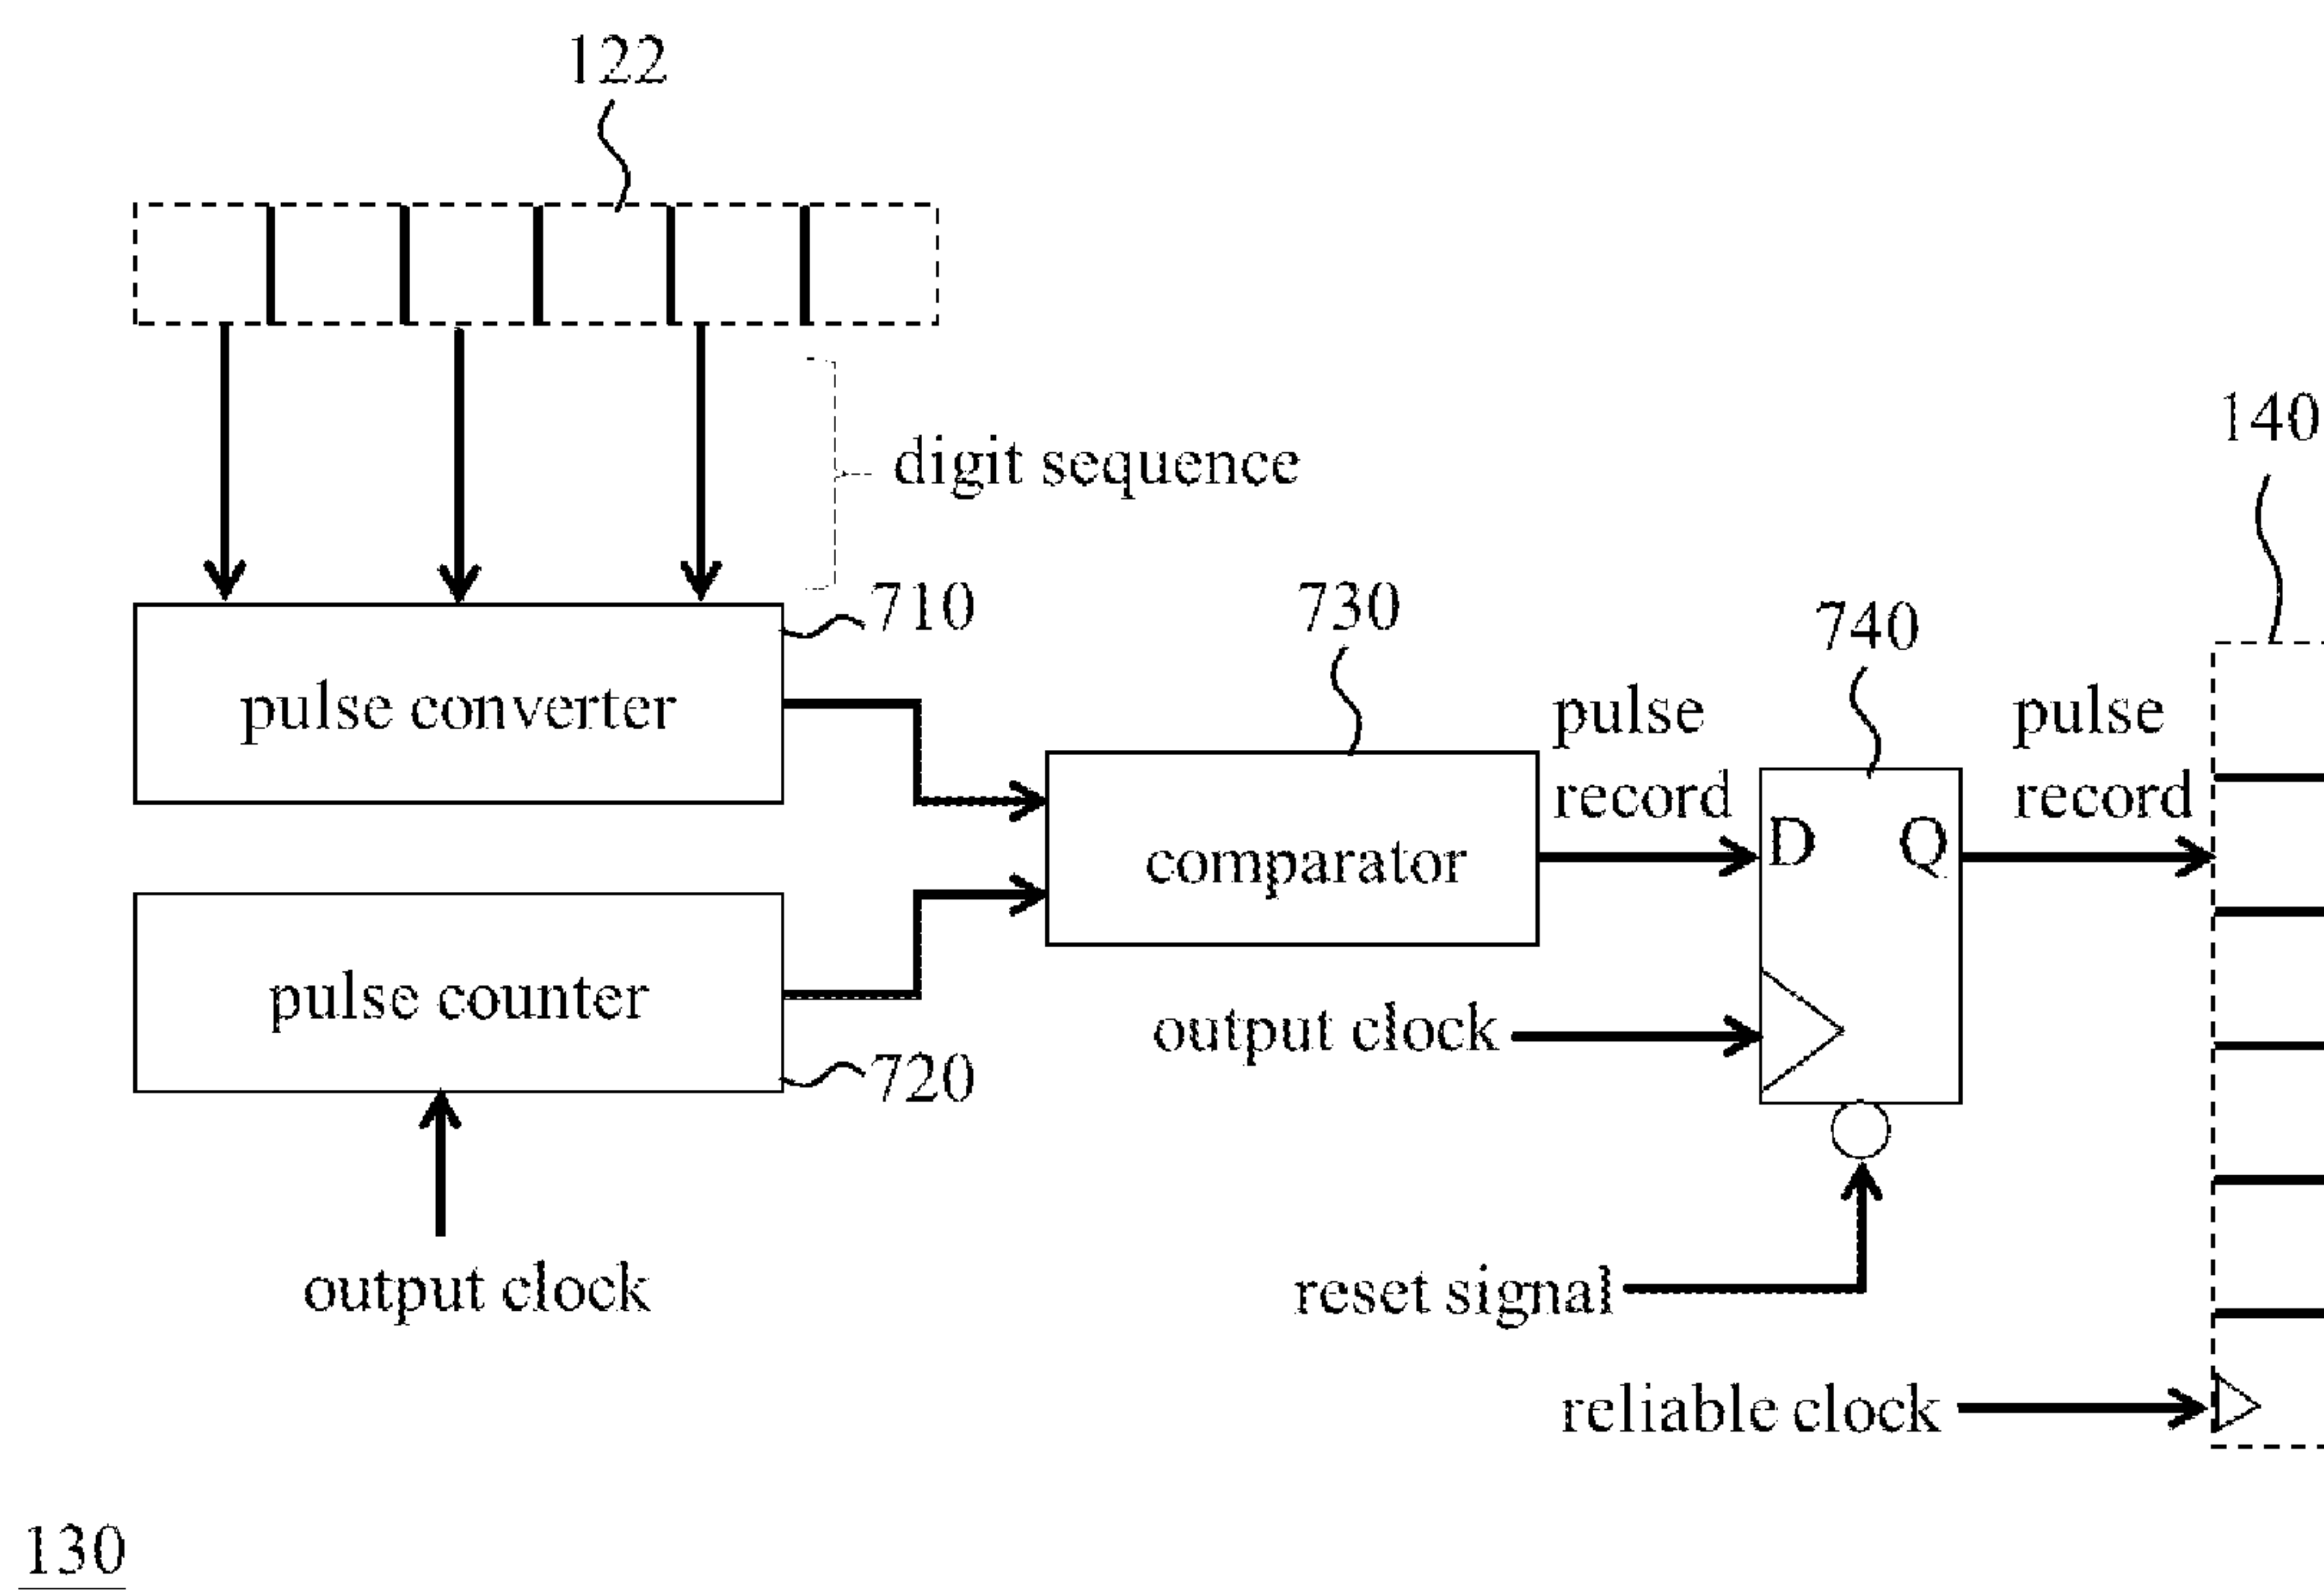 122
140
digit sequence
710
730
740
pulse converter
pulse
record
pulse
record
D
Q
comparator
pulse counter
output clock
720
output clock
reset signal
reliable clock
130